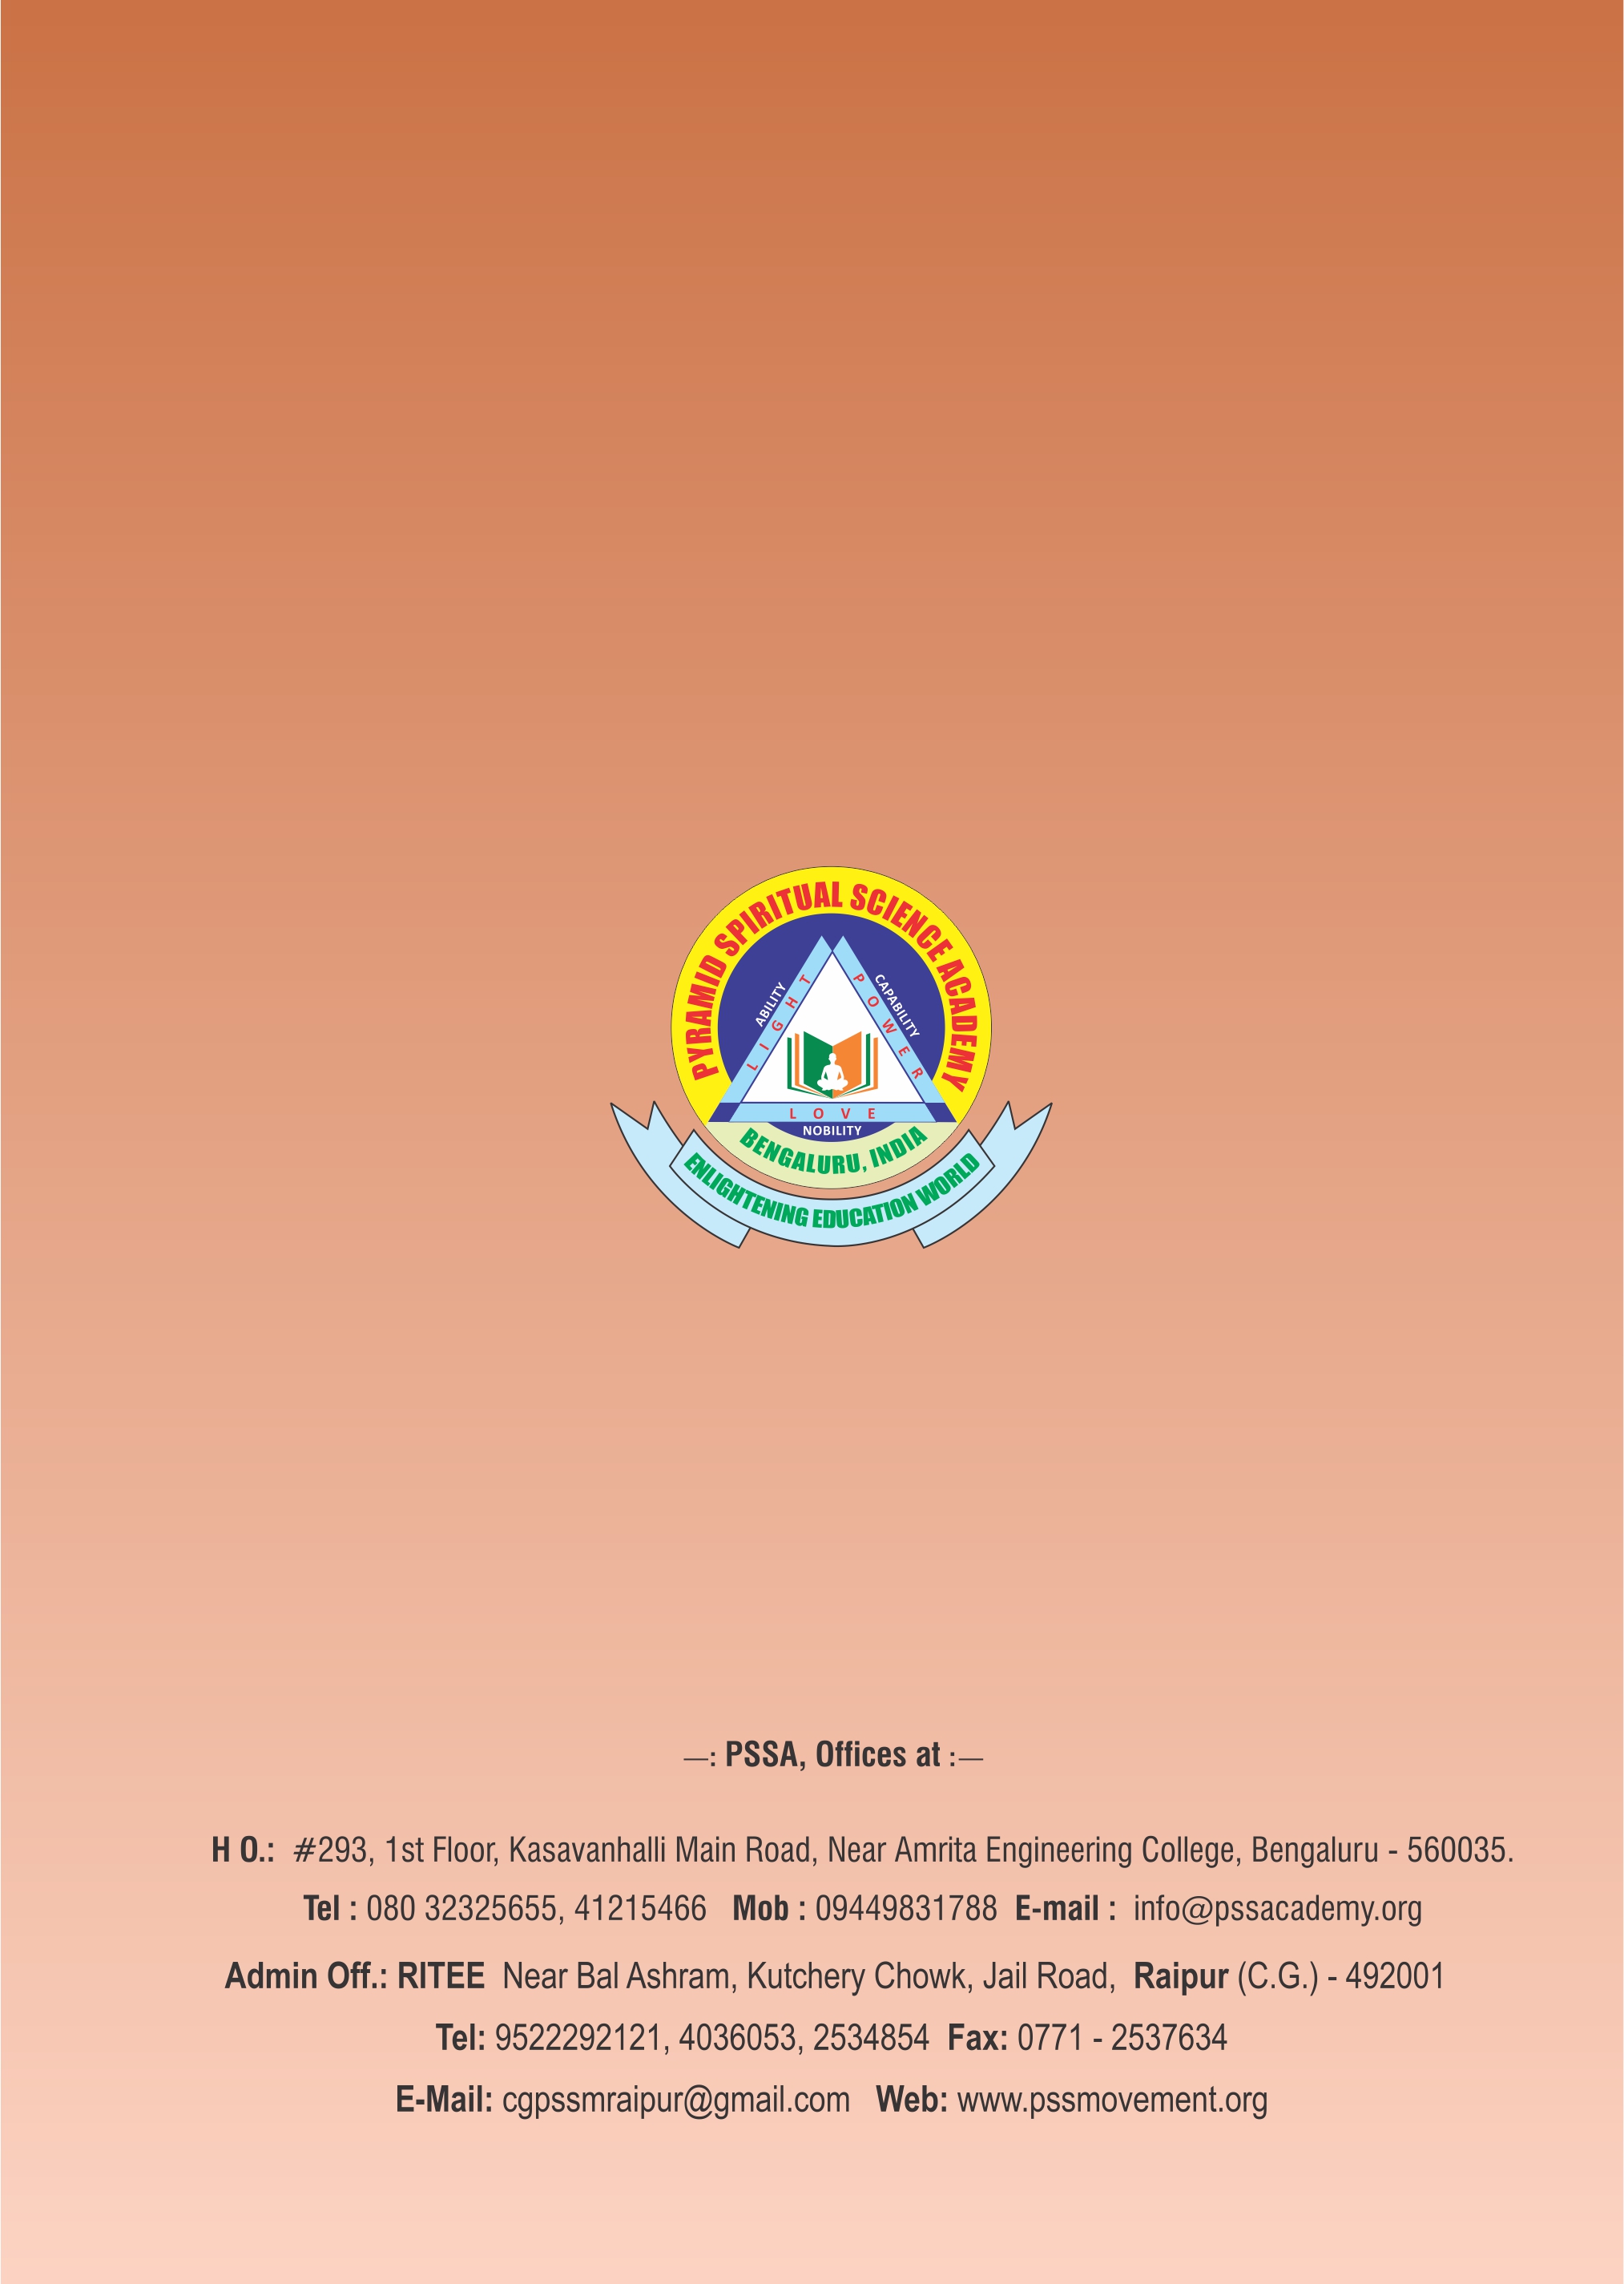 PYRAMID SPIRITUAL SCIENCE ACADEMY
ABILITY
CAPABILITY
LIGHT
POWER
LOVE
NOBILITY
BENGALURU, INDIA
ENLIGHTENING EDUCATION WORLD
—: PSSA, Offices at :—
H O.: #293, 1st Floor, Kasavanhalli Main Road, Near Amrita Engineering College, Bengaluru - 560035.
Tel : 080 32325655, 41215466 Mob : 09449831788 E-mail : info@pssacademy.org
Admin Off.: RITEE Near Bal Ashram, Kutchery Chowk, Jail Road, Raipur (C.G.) - 492001
Tel: 9522292121, 4036053, 2534854 Fax: 0771 - 2537634
E-Mail: cgpssmraipur@gmail.com Web: www.pssmovement.org